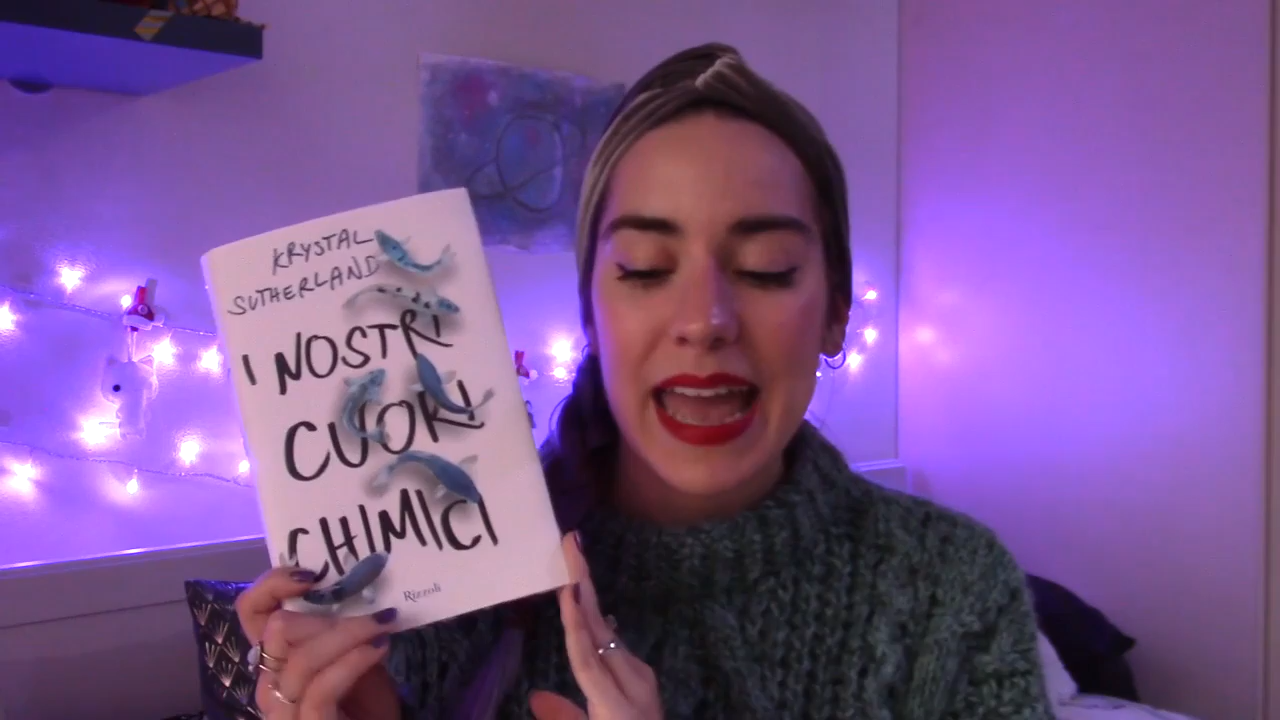 KRYSTAL
SUTHERLAND
I NOSTRI
CUORI
CHIMICI
Rizzoli